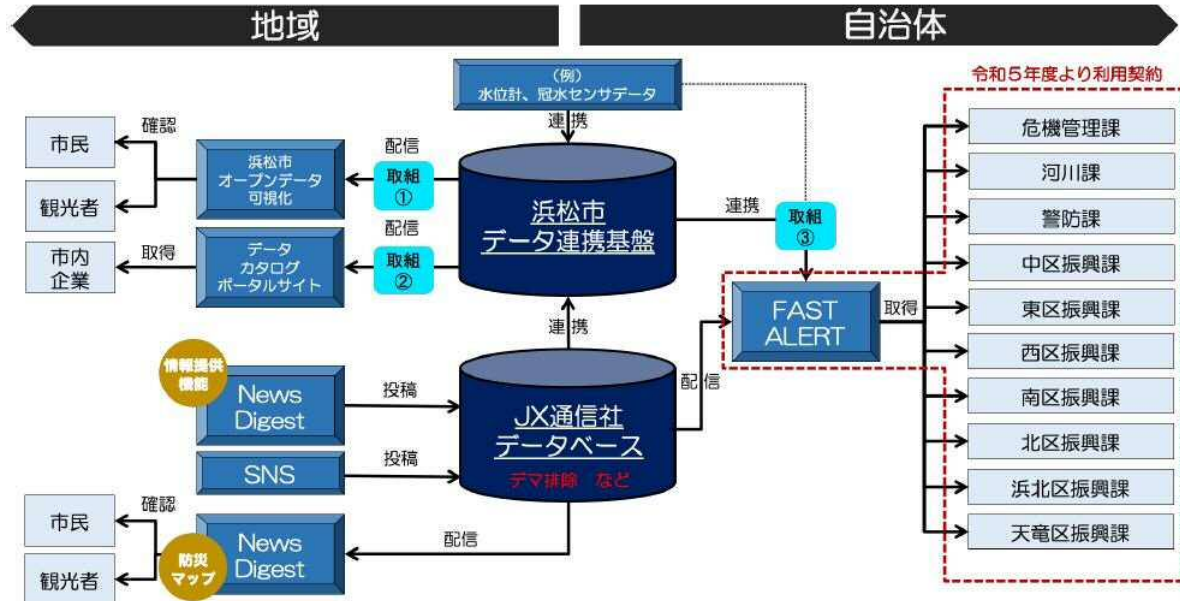 地域
自治体
(例)
水位計、冠水センサデータ
令和5年度より利用契約
連携
市民
観光者
確認
浜松市
オープンデータ
可視化
配信
取組
①
浜松市
データ連携基盤
連携
取組
③
市内
企業
取得
データ
カタログ
ポータルサイト
配信
取組
②
FAST
ALERT
取得
危機管理課
河川課
警防課
中区振興課
東区振興課
西区振興課
南区振興課
北区振興課
浜北区振興課
天竜区振興課
連携
情報提供
機能
News
Digest
投稿
SNS
投稿
JX通信社
データベース
デマ排除 など
配信
市民
観光者
確認
防災
マップ
News
Digest
配信